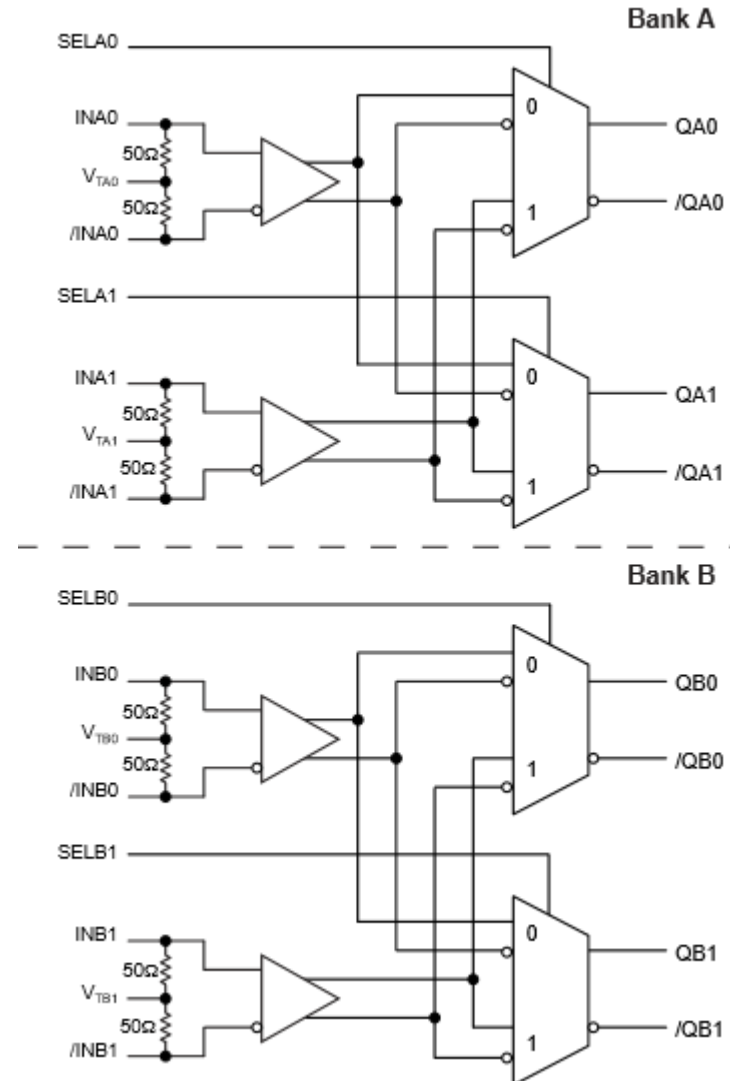 Bank A
SELA0
INA0
0
QA0
50Ω
VTA0
50Ω
1
/QA0
/INA0
SELA1
INA1
0
QA1
50Ω
VTA1
50Ω
/QA1
1
/INA1
Bank B
SELB0
INB0
0
QB0
50Ω
VTB0
50Ω
1
/QB0
/INB0
SELB1
INB1
0
QB1
50Ω
VTB1
50Ω
/QB1
1
/INB1